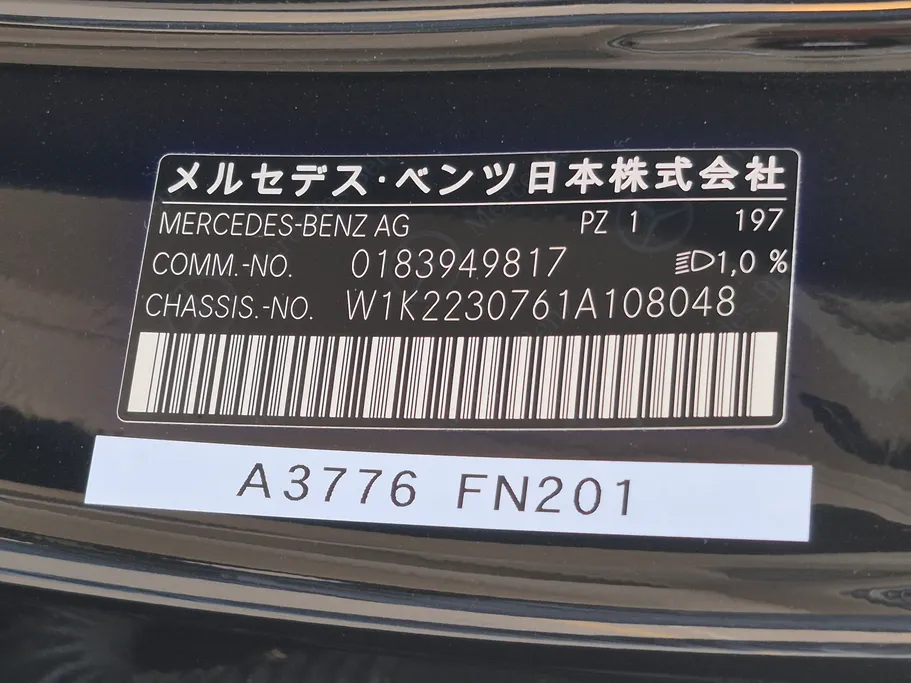 メルセデス・ベンツ日本株式会社
MERCEDES-BENZ AG PZ 1 197
COMM.-NO. 0183949817 1,0 %
CHASSIS.-NO. W1K2230761A108048
A3776 FN201